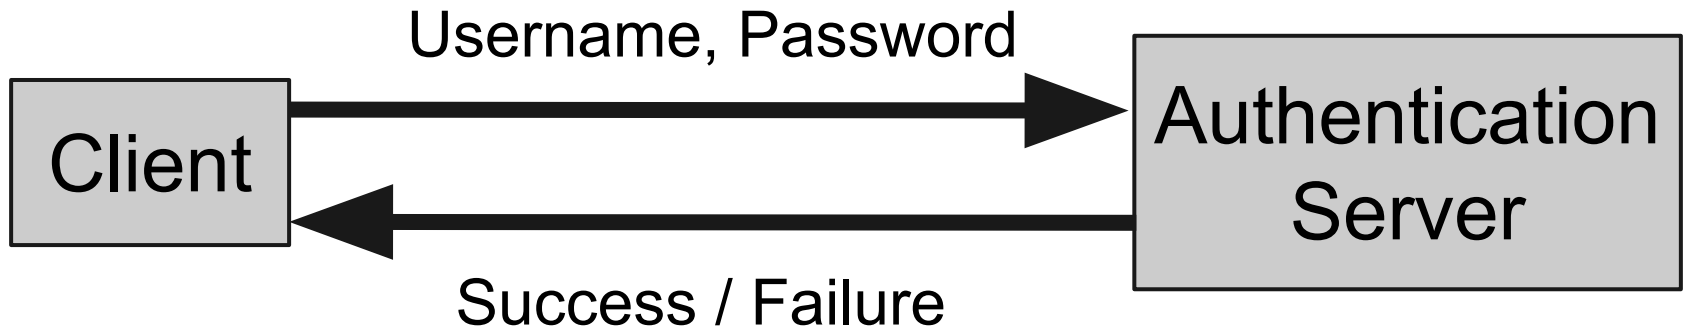 Username, Password
Client
Authentication
Server
Success / Failure